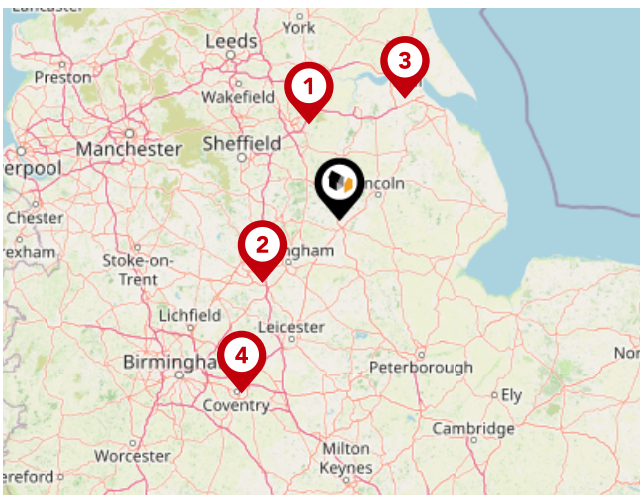 Lancaster
York
Leeds
3
Preston
1
Wakefield
Manchester
Sheffield
erpool
ncoln
Chester
2
rexham
ngham
Stoke-on-
Trent
Lichfield
Leicester
4
Birmingha
Peterborough
Nor
Coventry
Ely
Cambridge
Worcester
Milton
Keynes
ereford